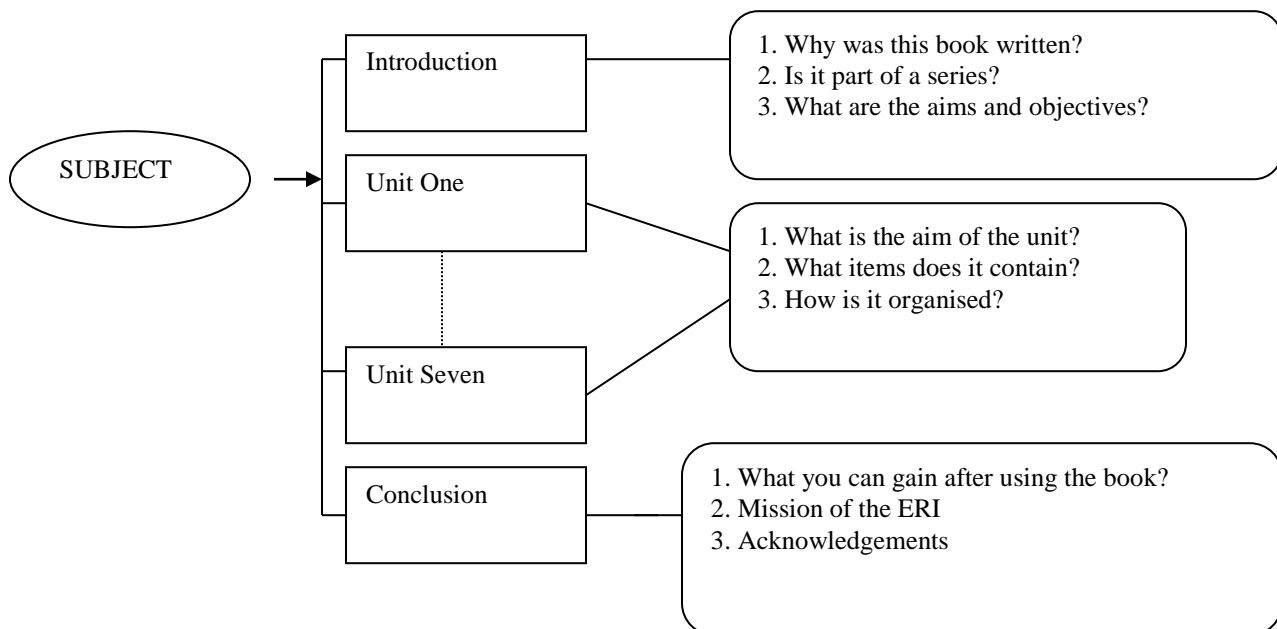 SUBJECT
Introduction
1. Why was this book written?
2. Is it part of a series?
3. What are the aims and objectives?
Unit One
1. What is the aim of the unit?
2. What items does it contain?
3. How is it organised?
Unit Seven
Conclusion
1. What you can gain after using the book?
2. Mission of the ERI
3. Acknowledgements